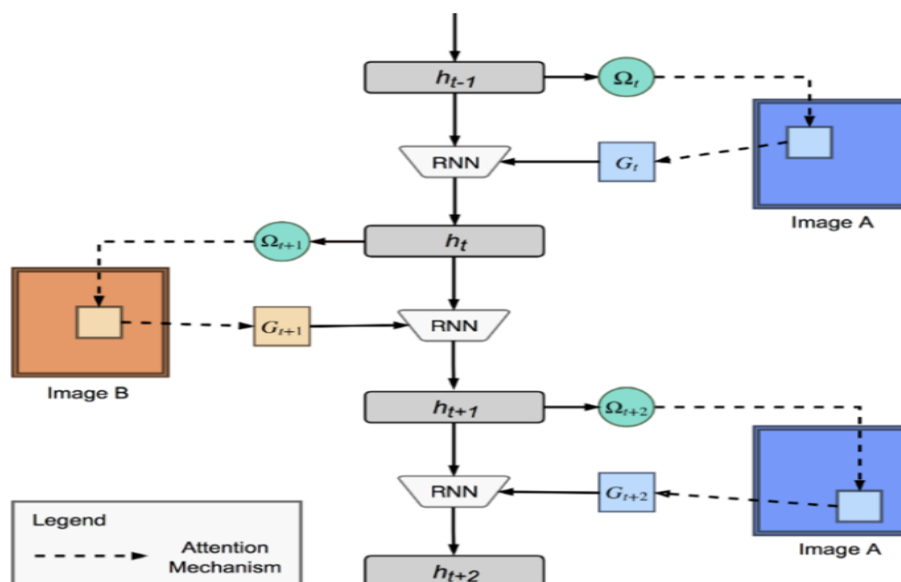 h_{t-1}
Ω_t
RNN
G_t
Image A
Ω_{t+1}
h_t
G_{t+1}
RNN
Image B
h_{t+1}
Ω_{t+2}
RNN
G_{t+2}
Image A
Legend
Attention
Mechanism
h_{t+2}